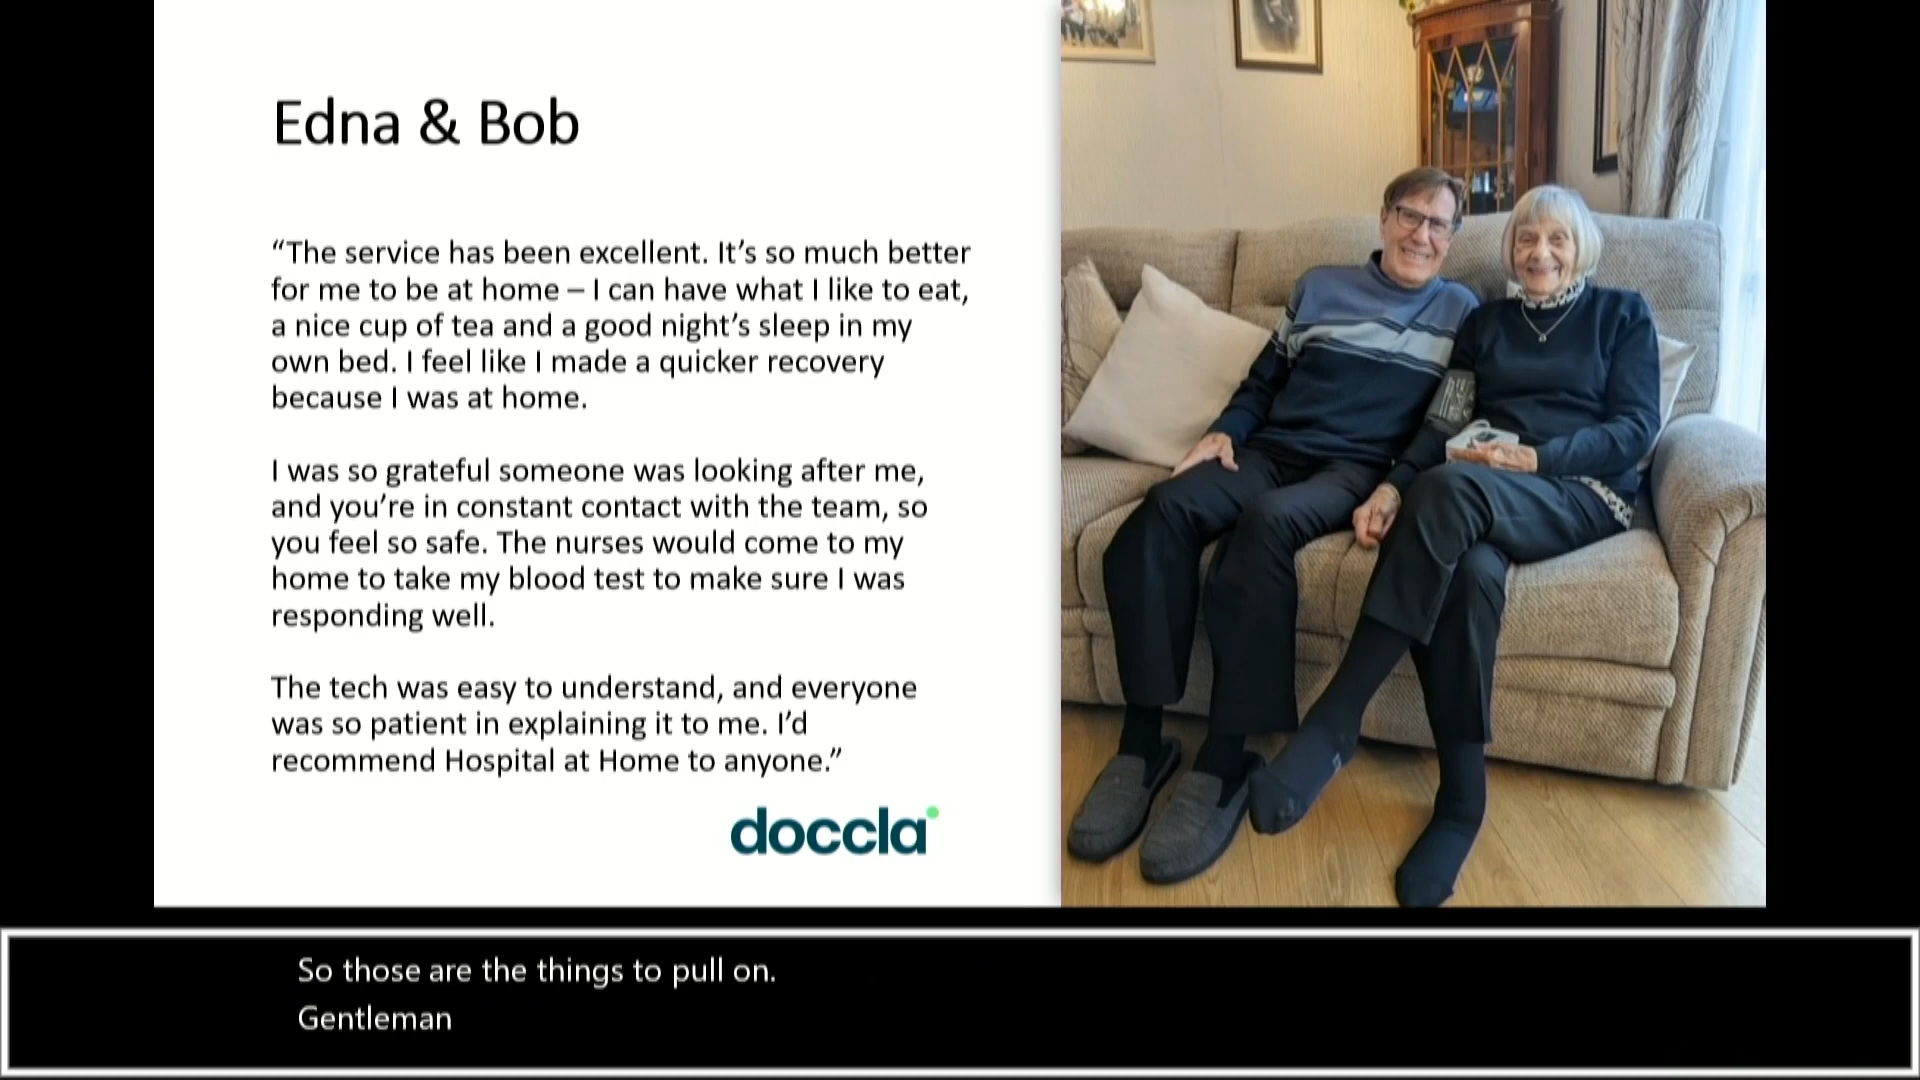 Edna & Bob
“The service has been excellent. It’s so much better
for me to be at home – I can have what I like to eat,
a nice cup of tea and a good night’s sleep in my
own bed. I feel like I made a quicker recovery
because I was at home.
I was so grateful someone was looking after me,
and you’re in constant contact with the team, so
you feel so safe. The nurses would come to my
home to take my blood test to make sure I was
responding well.
The tech was easy to understand, and everyone
was so patient in explaining it to me. I’d
recommend Hospital at Home to anyone.”
doccla
So those are the things to pull on.
Gentleman